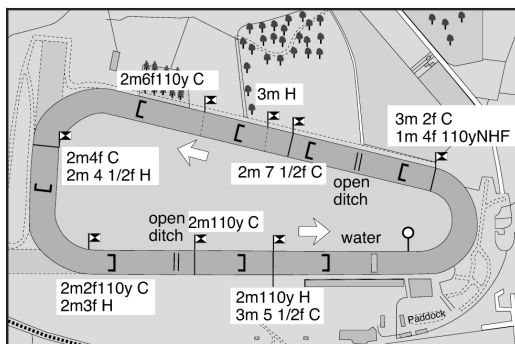 2m6f110y C
3m H
3m 2f C
1m 4f 110yNHF
2m4f C
2m 4 1/2f H
2m 7 1/2f C
open
ditch
open
ditch
2m110y C
water
2m2f110y C
2m3f H
2m110y H
3m 5 1/2f C
Paddock